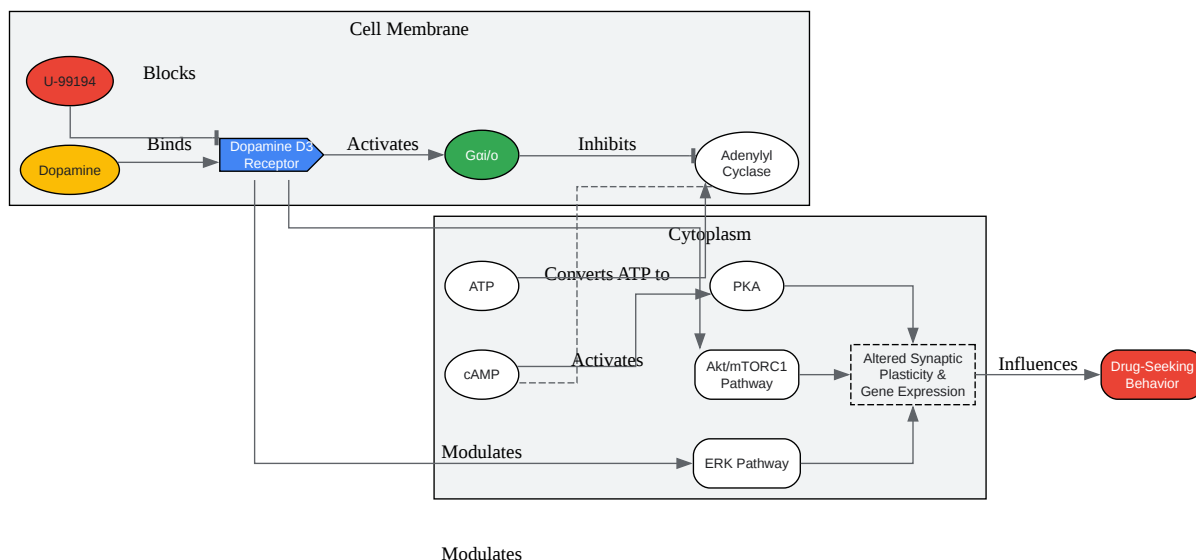 Cell Membrane
U-99194
Blocks
Dopamine
Binds
Dopamine D3
Receptor
Activates
Gαi/o
Inhibits
Adenylyl
Cyclase
Cytoplasm
ATP
Converts ATP to
PKA
cAMP
Activates
Akt/mTORC1
Pathway
Altered Synaptic
Plasticity &
Gene Expression
Influences
Drug-Seeking
Behavior
Modulates
ERK Pathway
Modulates